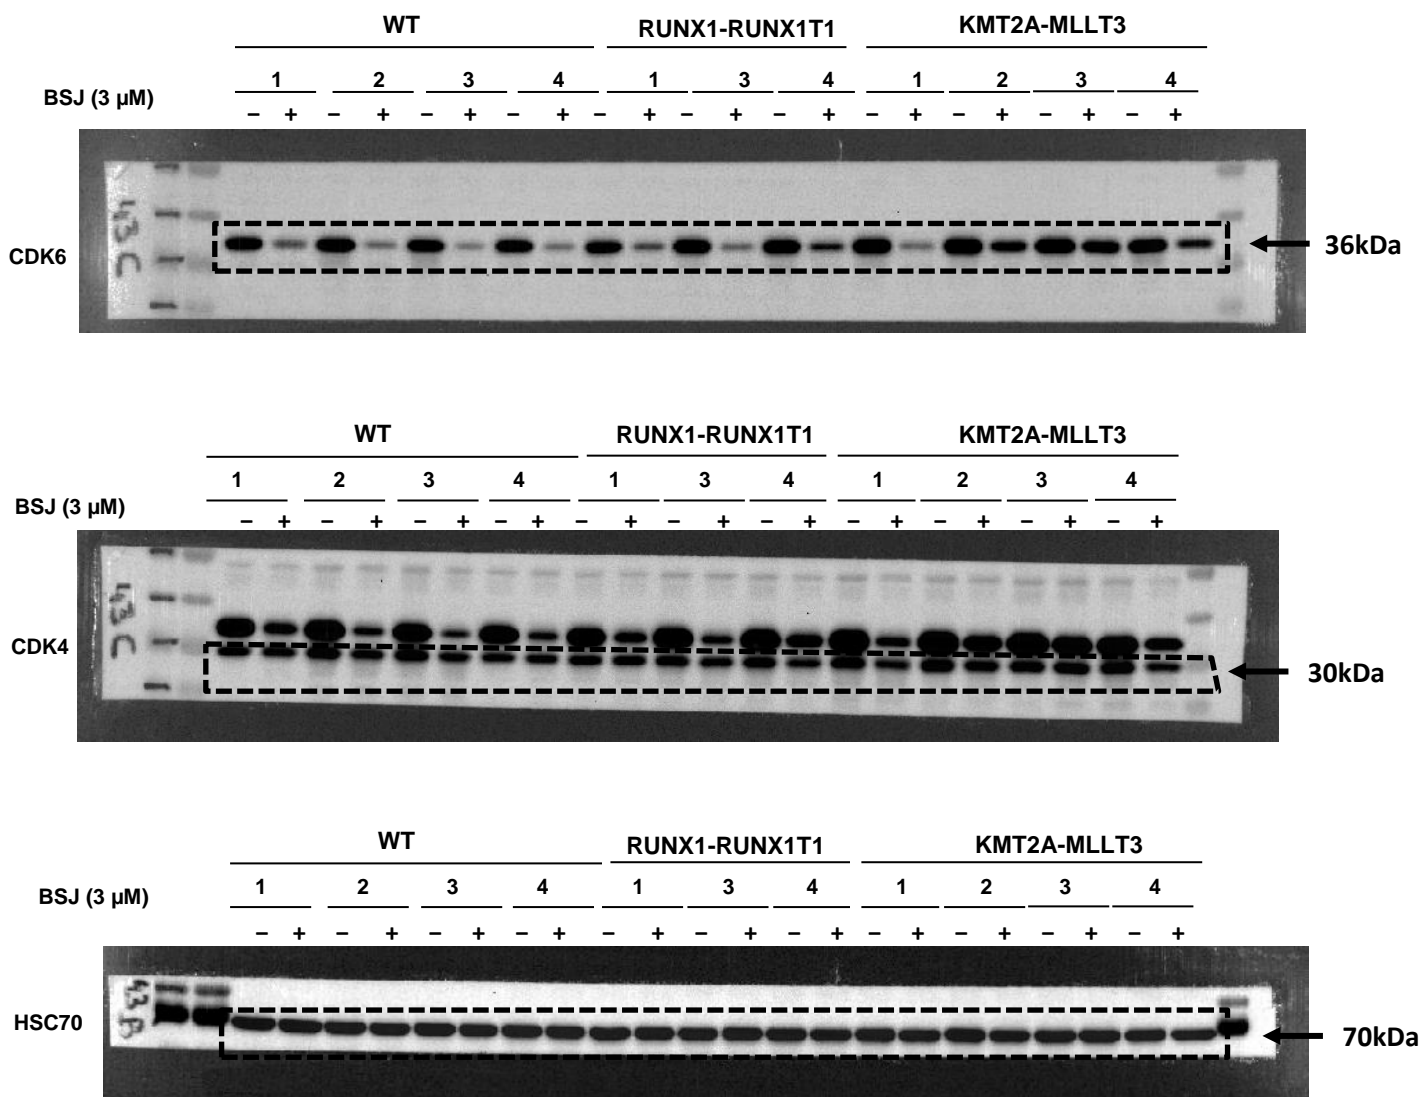 WT RUNX1-RUNX1T1 KMT2A-MLLT3
1 2 3 4 1 3 4 1 2 3 4
BSJ (3 µM)
– + – + – + – + – + – + – + – + – + – + – +
43
C
CDK6
36kDa
WT RUNX1-RUNX1T1 KMT2A-MLLT3
1 2 3 4 1 3 4 1 2 3 4
BSJ (3 µM)
– + – + – + – + – + – + – + – + – + – + – +
43
C
CDK4
30kDa
WT RUNX1-RUNX1T1 KMT2A-MLLT3
1 2 3 4 1 3 4 1 2 3 4
BSJ (3 µM)
– + – + – + – + – + – + – + – + – + – + – +
43
B
HSC70
70kDa